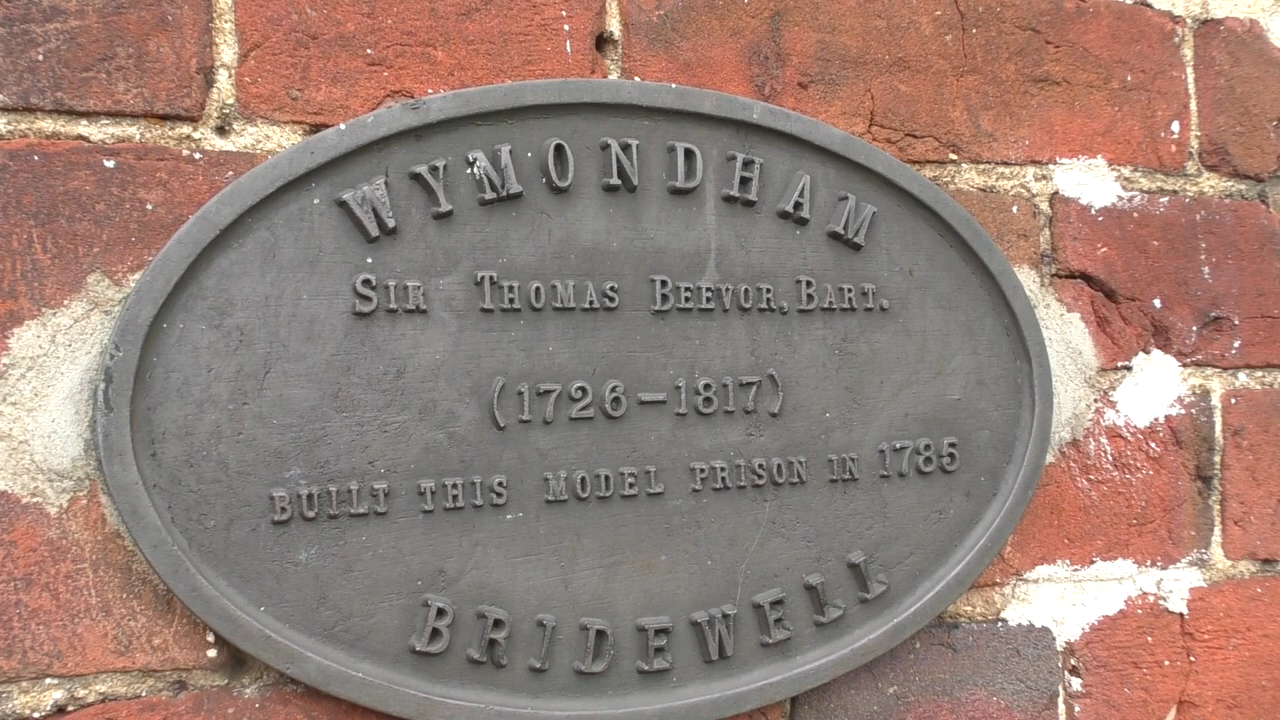 WYMONDHAM
SIR THOMAS BEEVOR, BART.
(1726-1817)
BUILT THIS MODEL PRISON IN 1785
BRIDEWELL